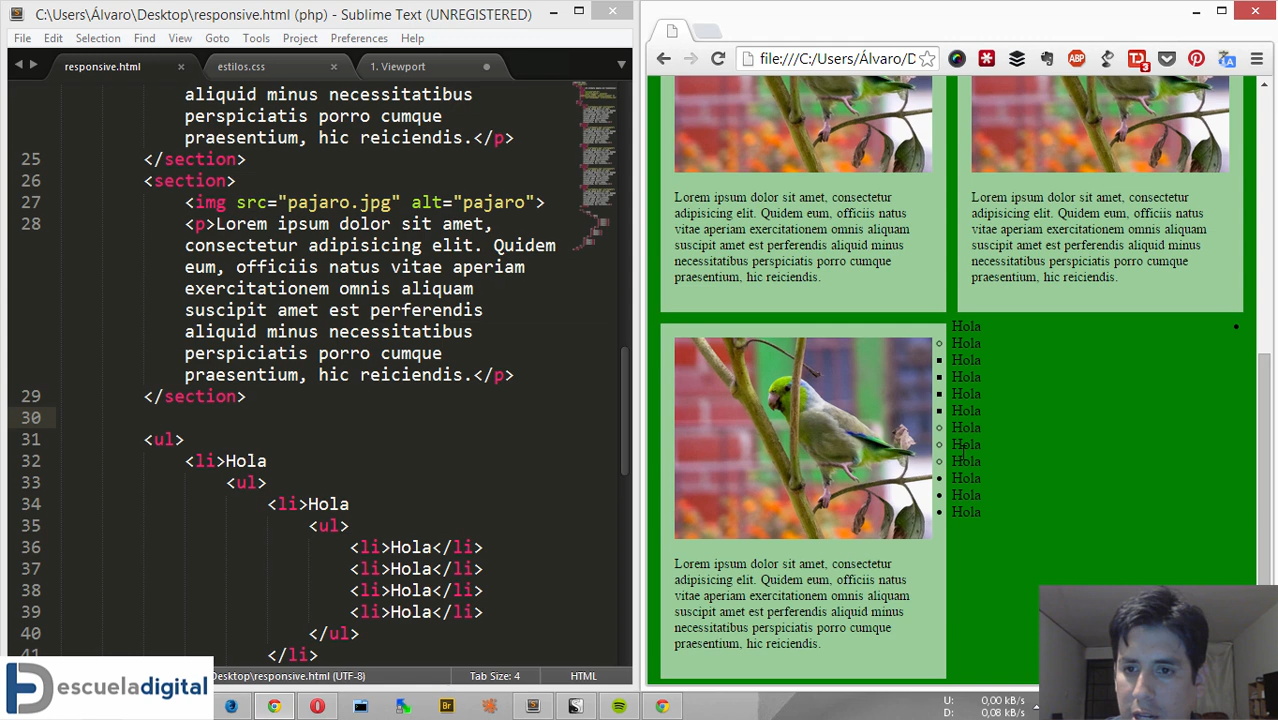 C:\Users\Álvaro\Desktop\responsive.html (php) - Sublime Text (UNREGISTERED)
File Edit Selection Find View Goto Tools Project Preferences Help
responsive.html
estilos.css
1. Viewport
aliquid minus necessitatibus
perspiciatis porro cumque
praesentium, hic reiciendis.</p>
25 </section>
26 <section>
27 <img src="pajaro.jpg" alt="pajaro">
28 <p>Lorem ipsum dolor sit amet,
consectetur adipisicing elit. Quidem
eum, officiis natus vitae aperiam
exercitationem omnis aliquam
suscipit amet est perferendis
aliquid minus necessitatibus
perspiciatis porro cumque
praesentium, hic reiciendis.</p>
29 </section>
30
31 <ul>
32 <li>Hola
33 <ul>
34 <li>Hola
35 <ul>
36 <li>Hola</li>
37 <li>Hola</li>
38 <li>Hola</li>
39 <li>Hola</li>
40 </ul>
41 </li>
Desktop\responsive.html (UTF-8)
Tab Size: 4
HTML
escueladigital
file:///C:/Users/Álvaro/D
3
Lorem ipsum dolor sit amet, consectetur
adipisicing elit. Quidem eum, officiis natus
vitae aperiam exercitationem omnis aliquam
suscipit amet est perferendis aliquid minus
necessitatibus perspiciatis porro cumque
praesentium, hic reiciendis.
Lorem ipsum dolor sit amet, consectetur
adipisicing elit. Quidem eum, officiis natus
vitae aperiam exercitationem omnis aliquam
suscipit amet est perferendis aliquid minus
necessitatibus perspiciatis porro cumque
praesentium, hic reiciendis.
Hola
Hola
Hola
Hola
Hola
Hola
Hola
Hola
Hola
Hola
Hola
Hola
Lorem ipsum dolor sit amet, consectetur
adipisicing elit. Quidem eum, officiis natus
vitae aperiam exercitationem omnis aliquam
suscipit amet est perferendis aliquid minus
necessitatibus perspiciatis porro cumque
praesentium, hic reiciendis.
Br
U: 0,00 kB/s
D: 0,08 kB/s